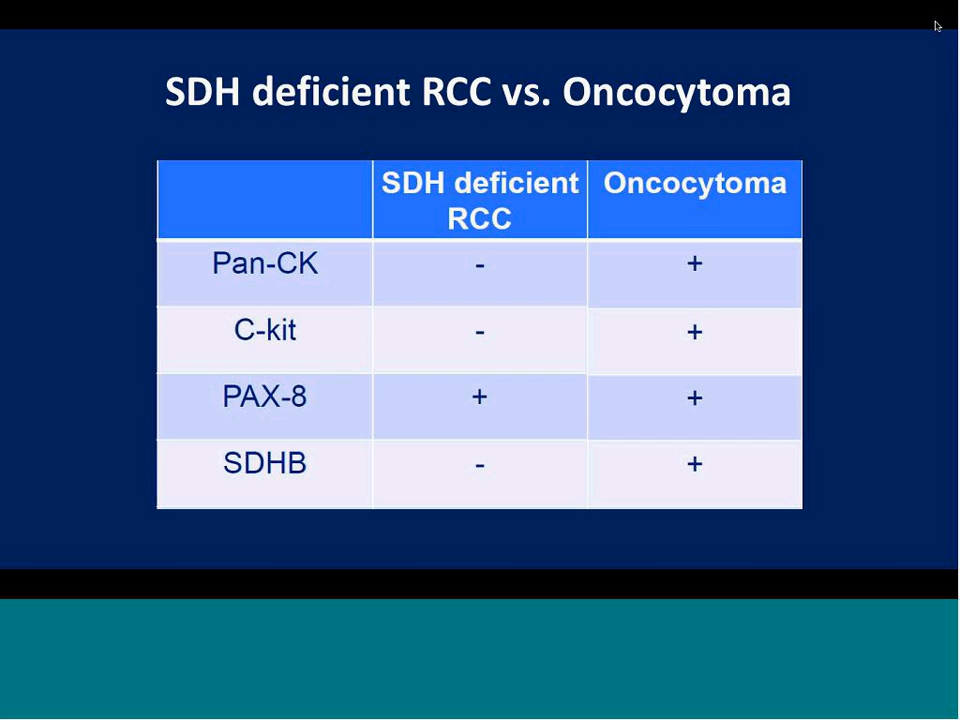 SDH deficient RCC vs. Oncocytoma
SDH deficient Oncocytoma
RCC
Pan-CK - +
C-kit - +
PAX-8 + +
SDHB - +